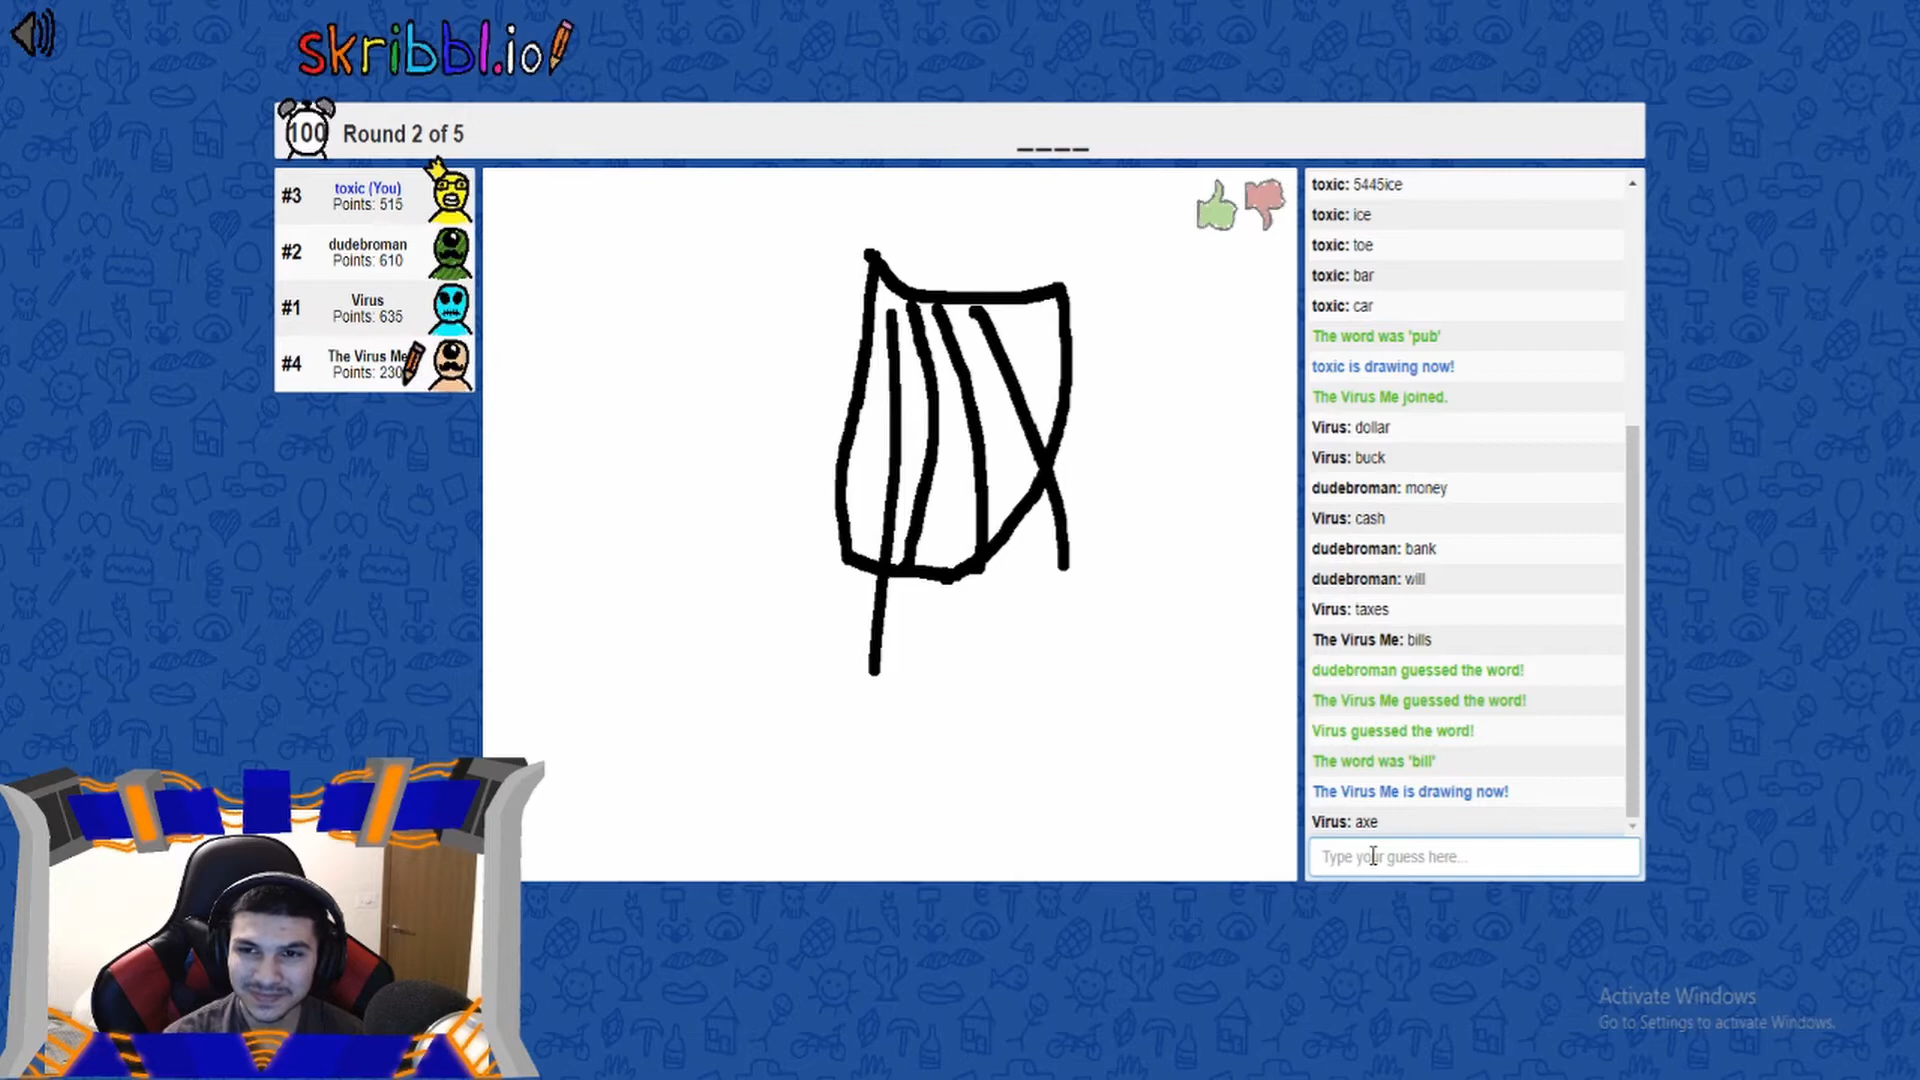 skribbl.io
100
Round 2 of 5
____
#3 toxic (You)
Points: 515
#2 dudebroman
Points: 610
#1 Virus
Points: 635
#4 The Virus Me
Points: 230
toxic: 5445ice
toxic: ice
toxic: toe
toxic: bar
toxic: car
The word was 'pub'
toxic is drawing now!
The Virus Me joined.
Virus: dollar
Virus: buck
dudebroman: money
Virus: cash
dudebroman: bank
dudebroman: will
Virus: taxes
The Virus Me: bills
dudebroman guessed the word!
The Virus Me guessed the word!
Virus guessed the word!
The word was 'bill'
The Virus Me is drawing now!
Virus: axe
Type your guess here...
Activate Windows
Go to Settings to activate Windows.